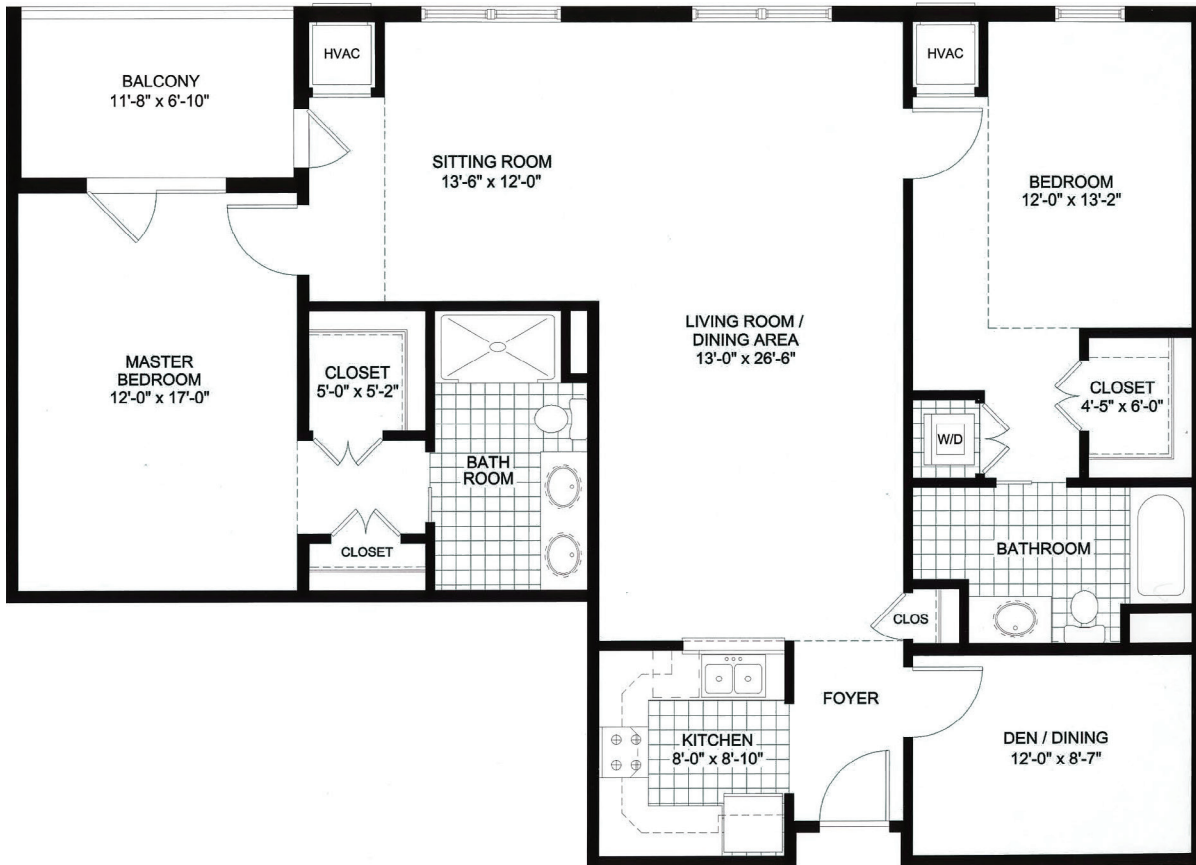 HVAC
HVAC
BALCONY
11'-8" x 6'-10"
SITTING ROOM
13'-6" x 12'-0"
BEDROOM
12'-0" x 13'-2"
LIVING ROOM /
DINING AREA
13'-0" x 26'-6"
MASTER
BEDROOM
12'-0" x 17'-0"
CLOSET
5'-0" x 5'-2"
CLOSET
4'-5" x 6'-0"
W/D
BATH
ROOM
CLOSET
BATHROOM
CLOS
FOYER
KITCHEN
8'-0" x 8'-10"
DEN / DINING
12'-0" x 8'-7"